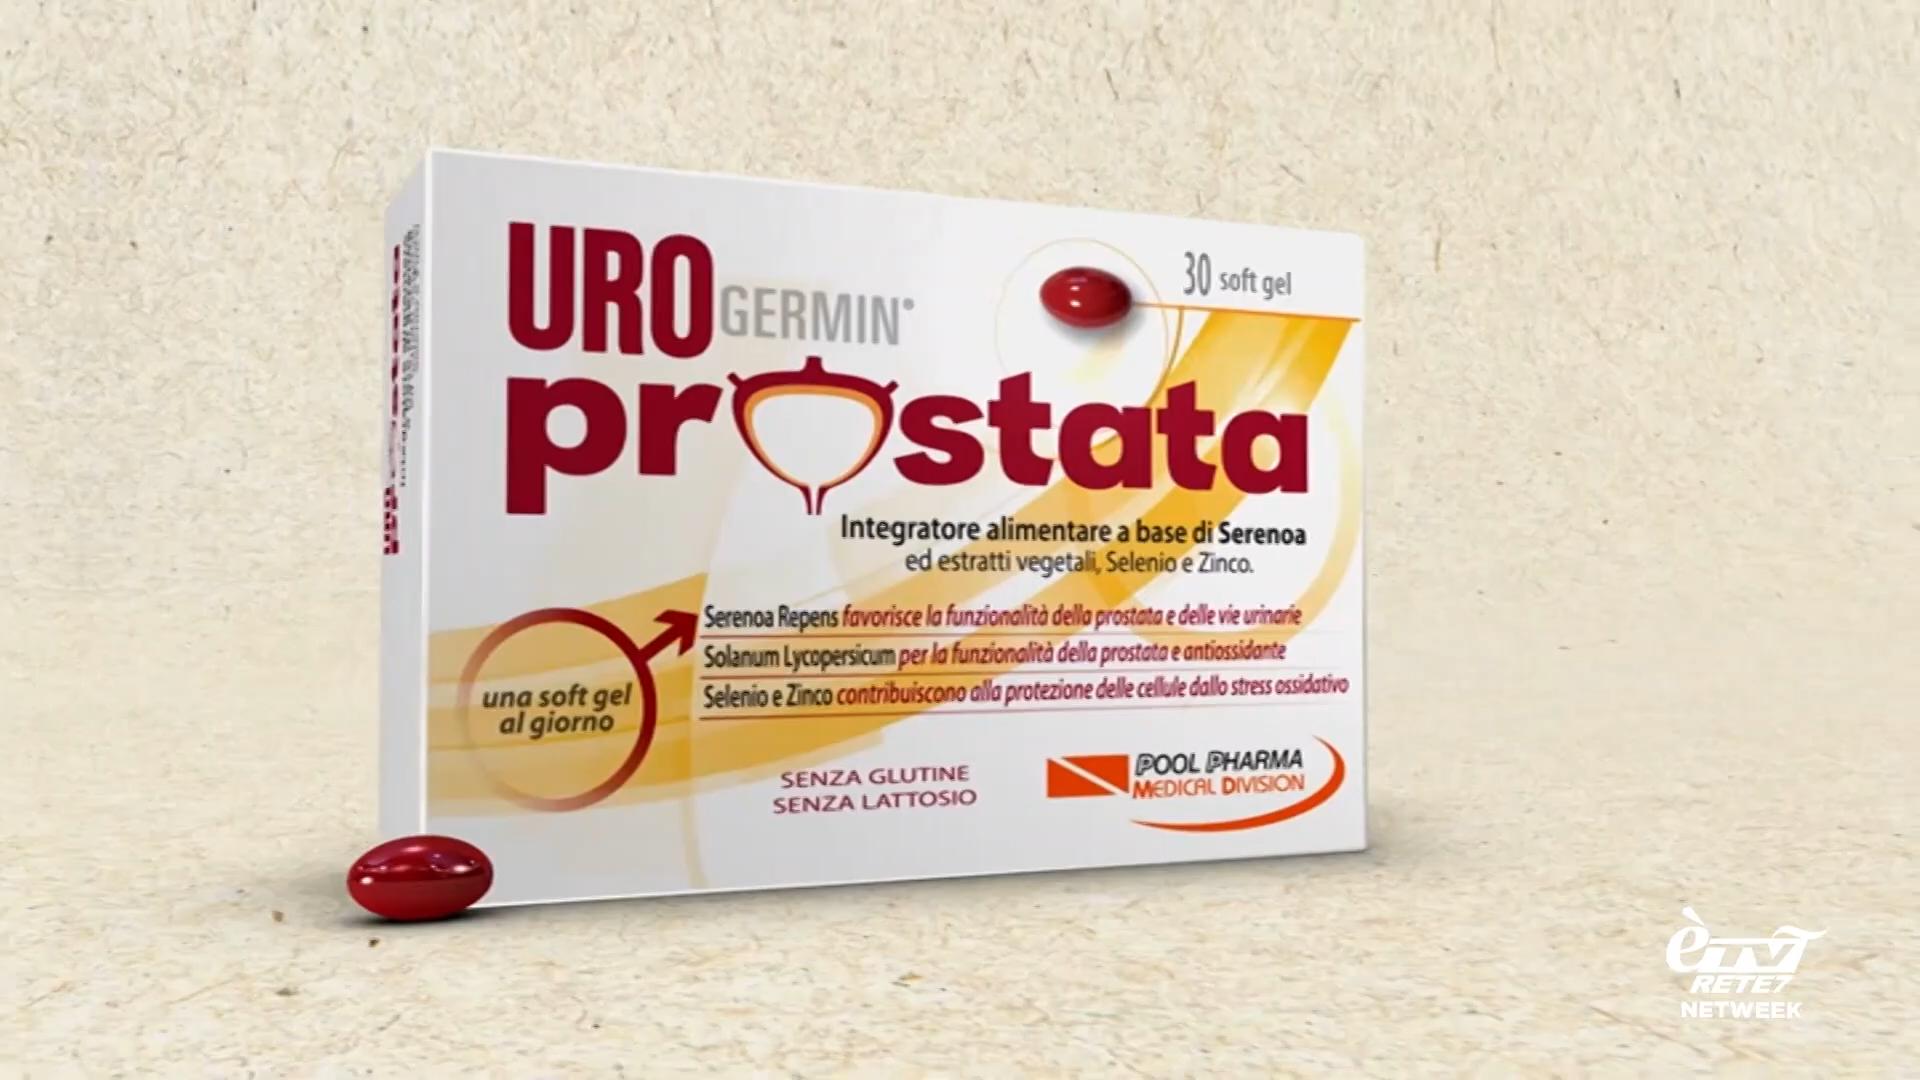 UROGERMIN
prostata
30 soft gel
Integratore alimentare a base di Serenoa
ed estratti vegetali, Selenio e Zinco.
Serenoa Repens favorisce la funzionalità della prostata e delle vie urinarie
Solanum Lycopersicum per la funzionalità della prostata e antiossidante
Selenio e Zinco contribuiscono alla protezione delle cellule dallo stress ossidativo
una soft gel
al giorno
SENZA GLUTINE
SENZA LATTOSIO
POOL PHARMA
MEDICAL DIVISION
èTV
RETE7
NETWEEK